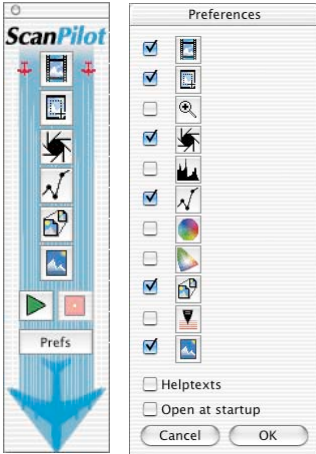 ScanPilot
Prefs
Preferences
Helptexts
Open at startup
Cancel
OK